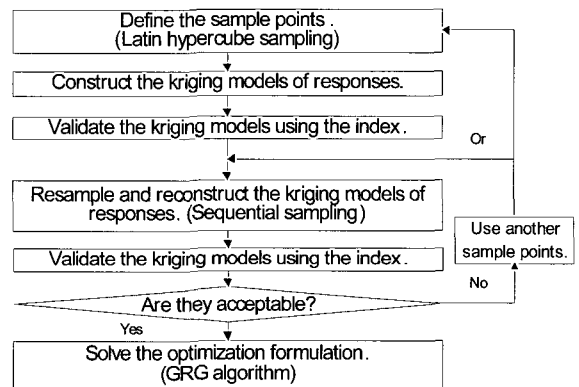 Define the sample points .
(Latin hypercube sampling)
Construct the kriging models of responses.
Validate the kriging models using the index .
Or
Resample and reconstruct the kriging models of
responses. (Sequential sampling)
Use another
sample points.
Validate the kriging models using the index .
No
Are they acceptable?
Yes
Solve the optimization formulation .
(GRG algorithm)